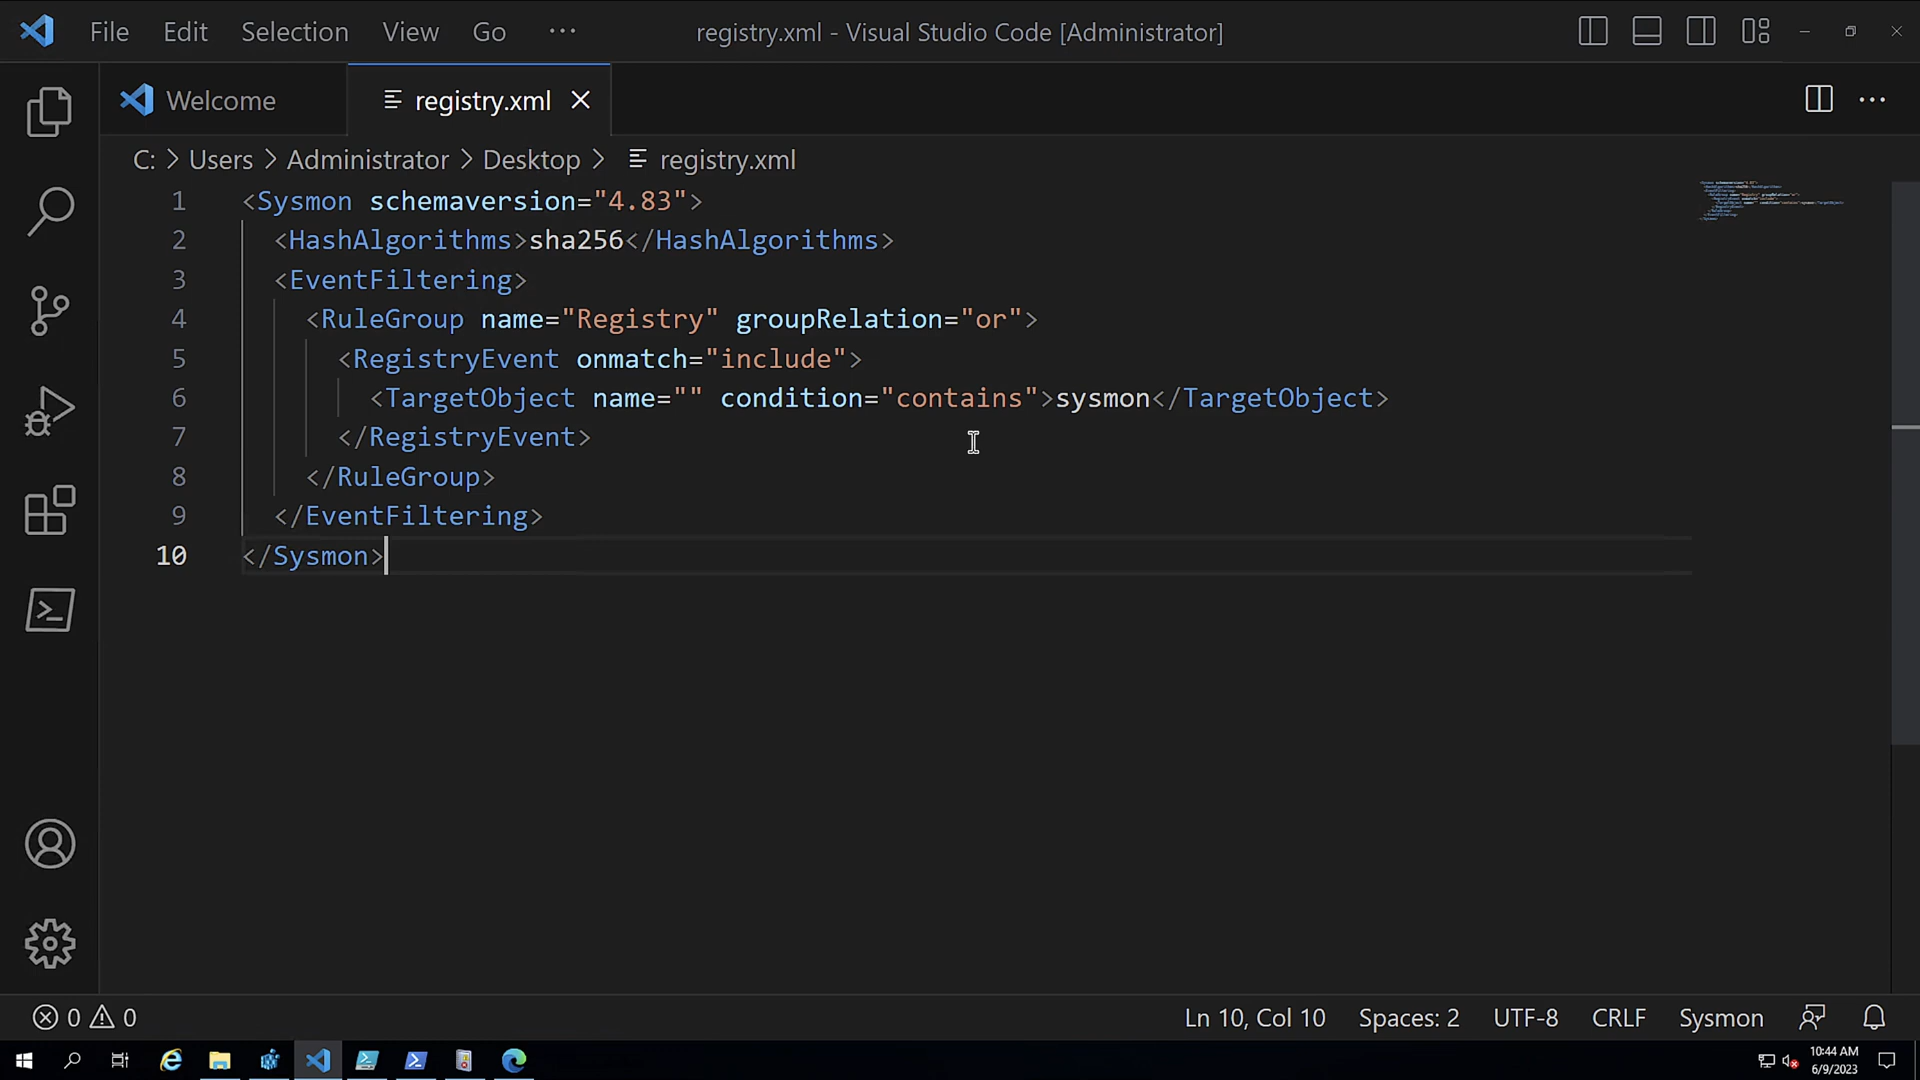 File Edit Selection View Go ··· registry.xml - Visual Studio Code [Administrator]
Welcome registry.xml
C: > Users > Administrator > Desktop > registry.xml
1 <Sysmon schemaversion="4.83">
2 <HashAlgorithms>sha256</HashAlgorithms>
3 <EventFiltering>
4 <RuleGroup name="Registry" groupRelation="or">
5 <RegistryEvent onmatch="include">
6 <TargetObject name="" condition="contains">sysmon</TargetObject>
7 </RegistryEvent>
8 </RuleGroup>
9 </EventFiltering>
10 </Sysmon>
0 0 Ln 10, Col 10 Spaces: 2 UTF-8 CRLF Sysmon
10:44 AM
6/9/2023